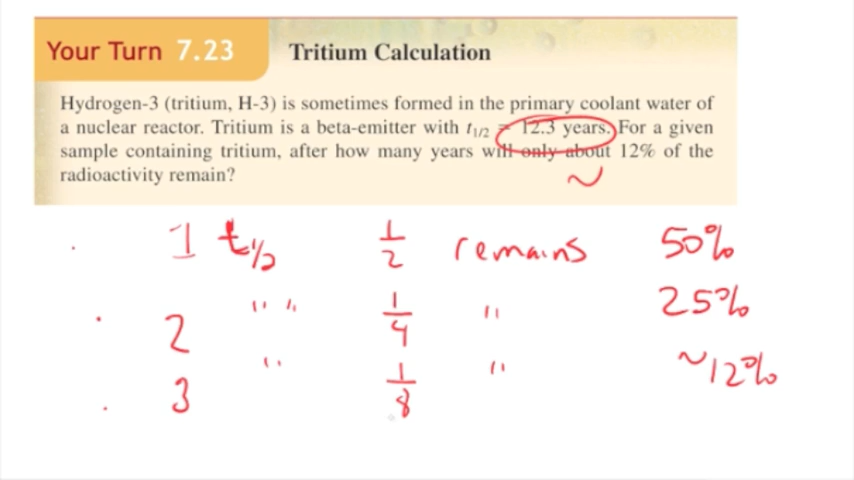 Your Turn 7.23 Tritium Calculation
Hydrogen-3 (tritium, H-3) is sometimes formed in the primary coolant water of
a nuclear reactor. Tritium is a beta-emitter with t1/2 = 12.3 years. For a given
sample containing tritium, after how many years will only about 12% of the
radioactivity remain?
~
1 t1/2 1/2 remains 50%
2 " " 1/4 " 25%
3 " 1/8 " ~12%